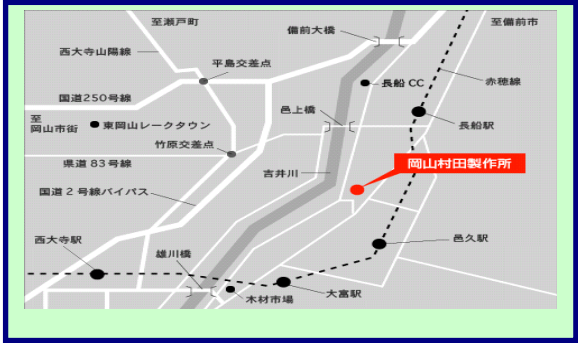 至瀬戸町
備前大橋
至備前市
西大寺山陽線
平島交差点
長船CC
赤穂線
国道250号線
至
岡山市街
東岡山レークタウン
邑上橋
長船駅
竹原交差点
県道83号線
吉井川
岡山村田製作所
国道2号線バイパス
西大寺駅
雄川橋
邑久駅
木材市場
大富駅